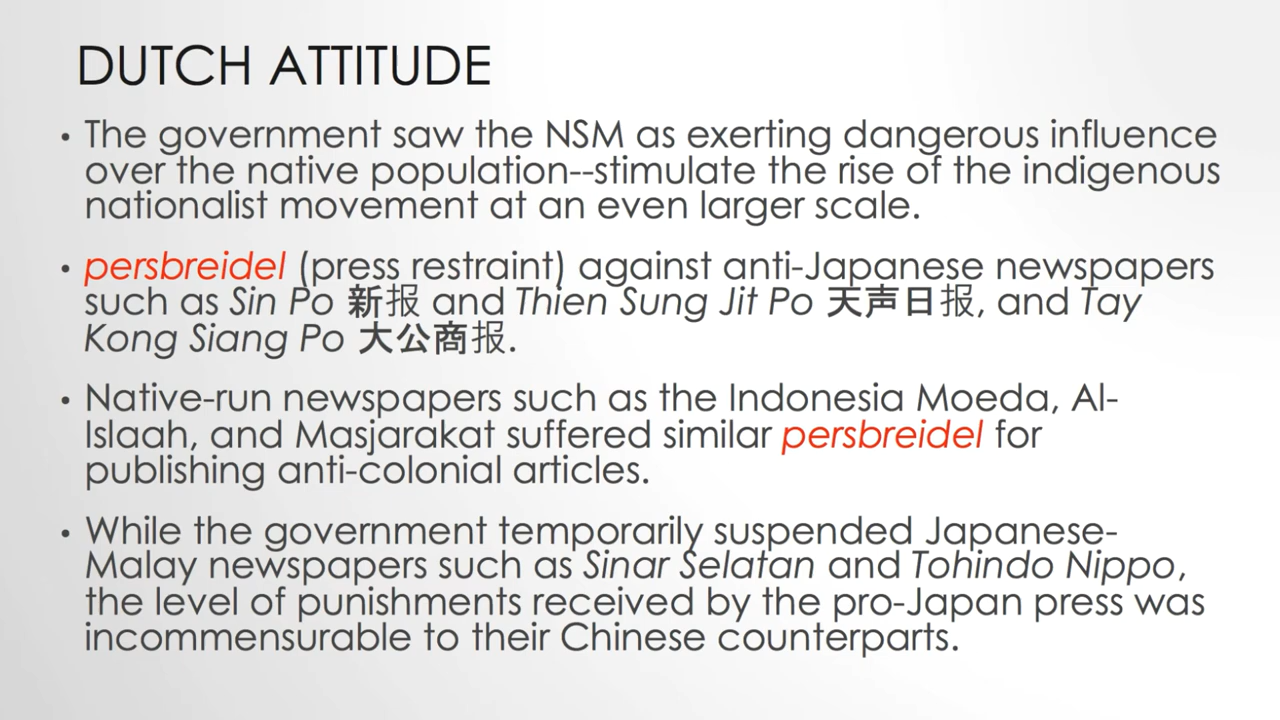 DUTCH ATTITUDE
• The government saw the NSM as exerting dangerous influence
over the native population--stimulate the rise of the indigenous
nationalist movement at an even larger scale.
• persbreidel (press restraint) against anti-Japanese newspapers
such as Sin Po 新报 and Thien Sung Jit Po 天声日报, and Tay
Kong Siang Po 大公商报.
• Native-run newspapers such as the Indonesia Moeda, Al-
Islaah, and Masjarakat suffered similar persbreidel for
publishing anti-colonial articles.
• While the government temporarily suspended Japanese-
Malay newspapers such as Sinar Selatan and Tohindo Nippo,
the level of punishments received by the pro-Japan press was
incommensurable to their Chinese counterparts.